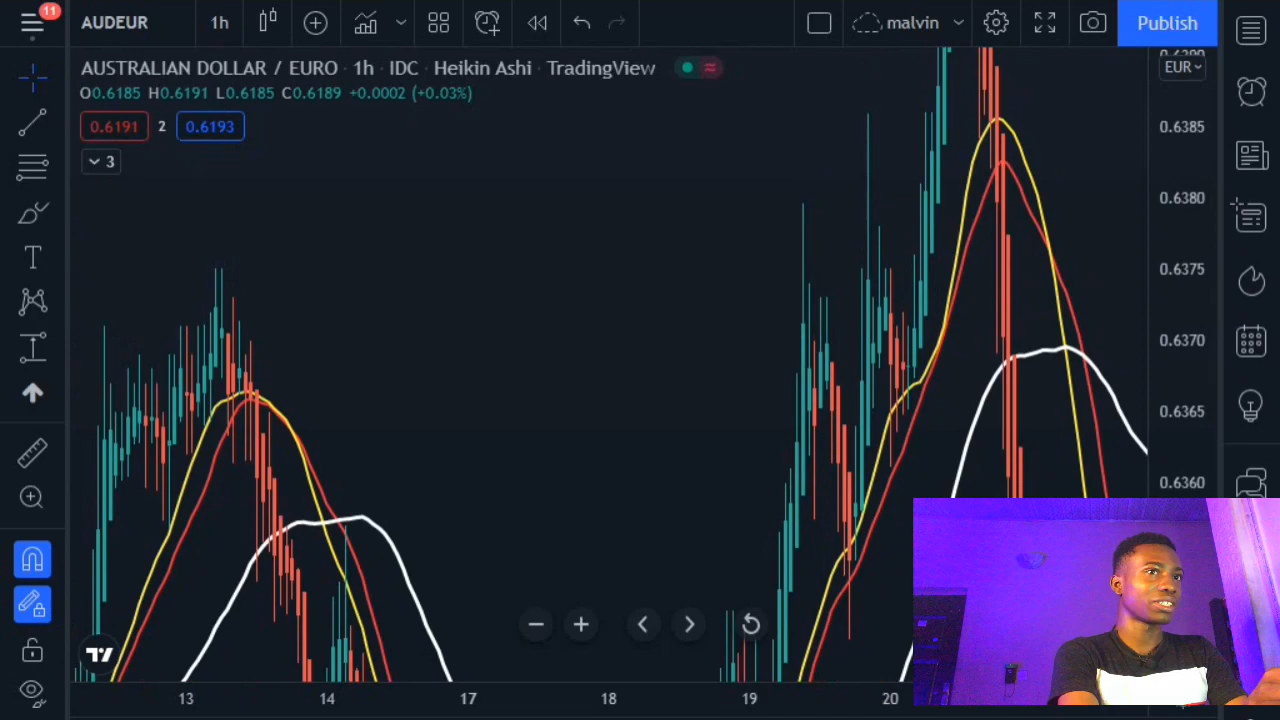 11
AUDEUR 1h malvin Publish
AUSTRALIAN DOLLAR / EURO · 1h · IDC · Heikin Ashi · TradingView
EUR
O0.6185 H0.6191 L0.6185 C0.6189 +0.0002 (+0.03%)
0.6191 2 0.6193
3
0.6385
0.6380
0.6375
0.6370
0.6365
0.6360
13 14 17 18 19 20